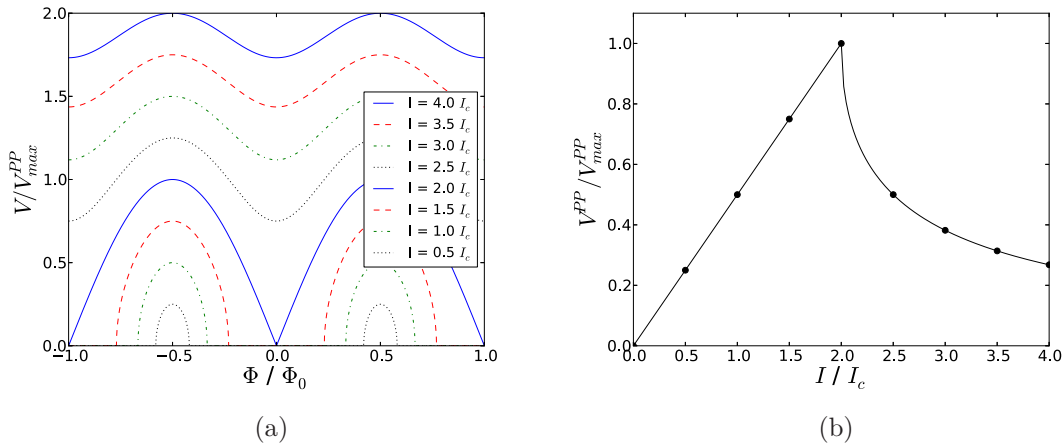 2.0
1.5
1.0
0.5
0.0
V/V_{max}^{PP}
−1.0
−0.5
0.0
0.5
1.0
Φ / Φ_0
I = 4.0 I_c
I = 3.5 I_c
I = 3.0 I_c
I = 2.5 I_c
I = 2.0 I_c
I = 1.5 I_c
I = 1.0 I_c
I = 0.5 I_c
(a)
1.0
0.8
0.6
0.4
0.2
0.0
V^{PP}/V_{max}^{PP}
0.0
0.5
1.0
1.5
2.0
2.5
3.0
3.5
4.0
I / I_c
(b)